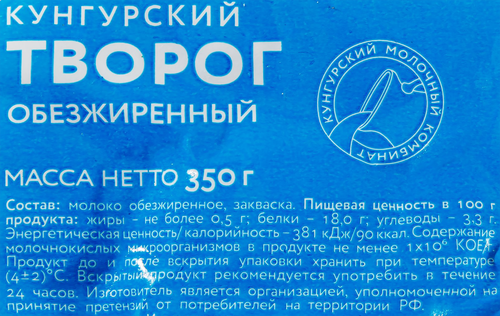 КУНГУРСКИЙ
ТВОРОГ
ОБЕЗЖИРЕННЫЙ
КУНГУРСКИЙ МОЛОЧНЫЙ КОМБИНАТ
МАССА НЕТТО 350 г
Состав: молоко обезжиренное, закваска. Пищевая ценность в 100 г
продукта: жиры - не более 0,5 г; белки - 18,0 г; углеводы - 3,3 г.
Энергетическая ценность/калорийность - 381 кДж/90 ккал. Содержание
молочнокислых микроорганизмов в продукте не менее 1х10⁶ КОЕ/г.
Продукт до и после вскрытия упаковки хранить при температуре
(4±2)°С. Вскрытый продукт рекомендуется употребить в течение
24 часов. Изготовитель является организацией, уполномоченной на
принятие претензий от потребителей на территории РФ.